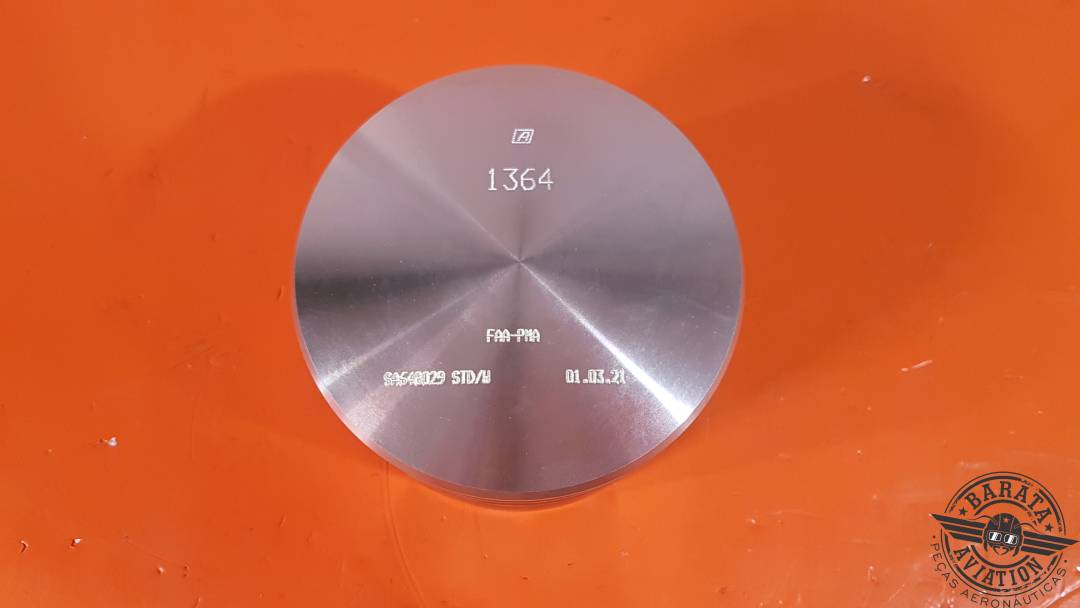 A
1364
FAA-PMA
SA648029 STD/W 01.03.21
BARATA
AVIATION
PEÇAS AERONÁUTICAS